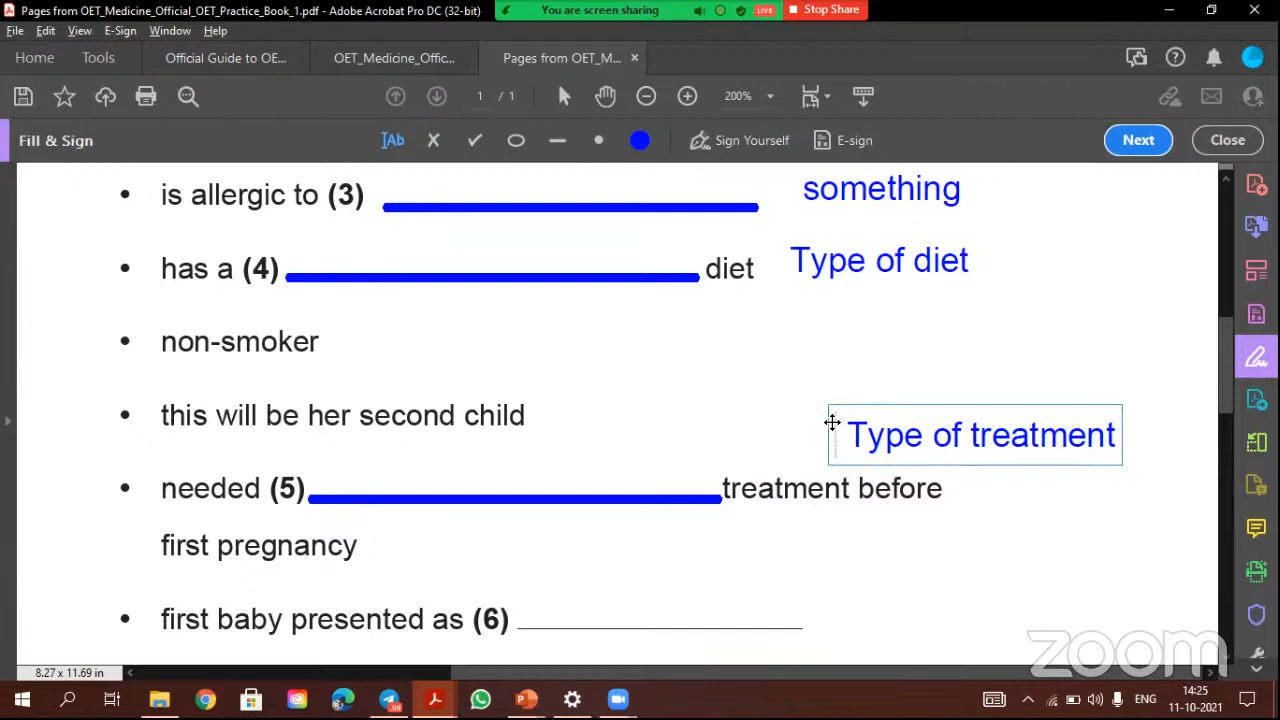 Pages from OET_Medicine_Official_OET_Practice_Book_1.pdf - Adobe Acrobat Pro DC (32-bit)
You are screen sharing
LIVE
Stop Share
File Edit View E-Sign Window Help
Home Tools Official Guide to OE... OET_Medicine_Offic... Pages from OET_M... ×
1 / 1 200%
Fill & Sign Ab Sign Yourself E-sign Next Close
• is allergic to (3) something
• has a (4) diet Type of diet
• non-smoker
• this will be her second child
Type of treatment
• needed (5) treatment before
first pregnancy
• first baby presented as (6)
zoom
8.27 x 11.69 in
98
ENG
14:25
11-10-2021